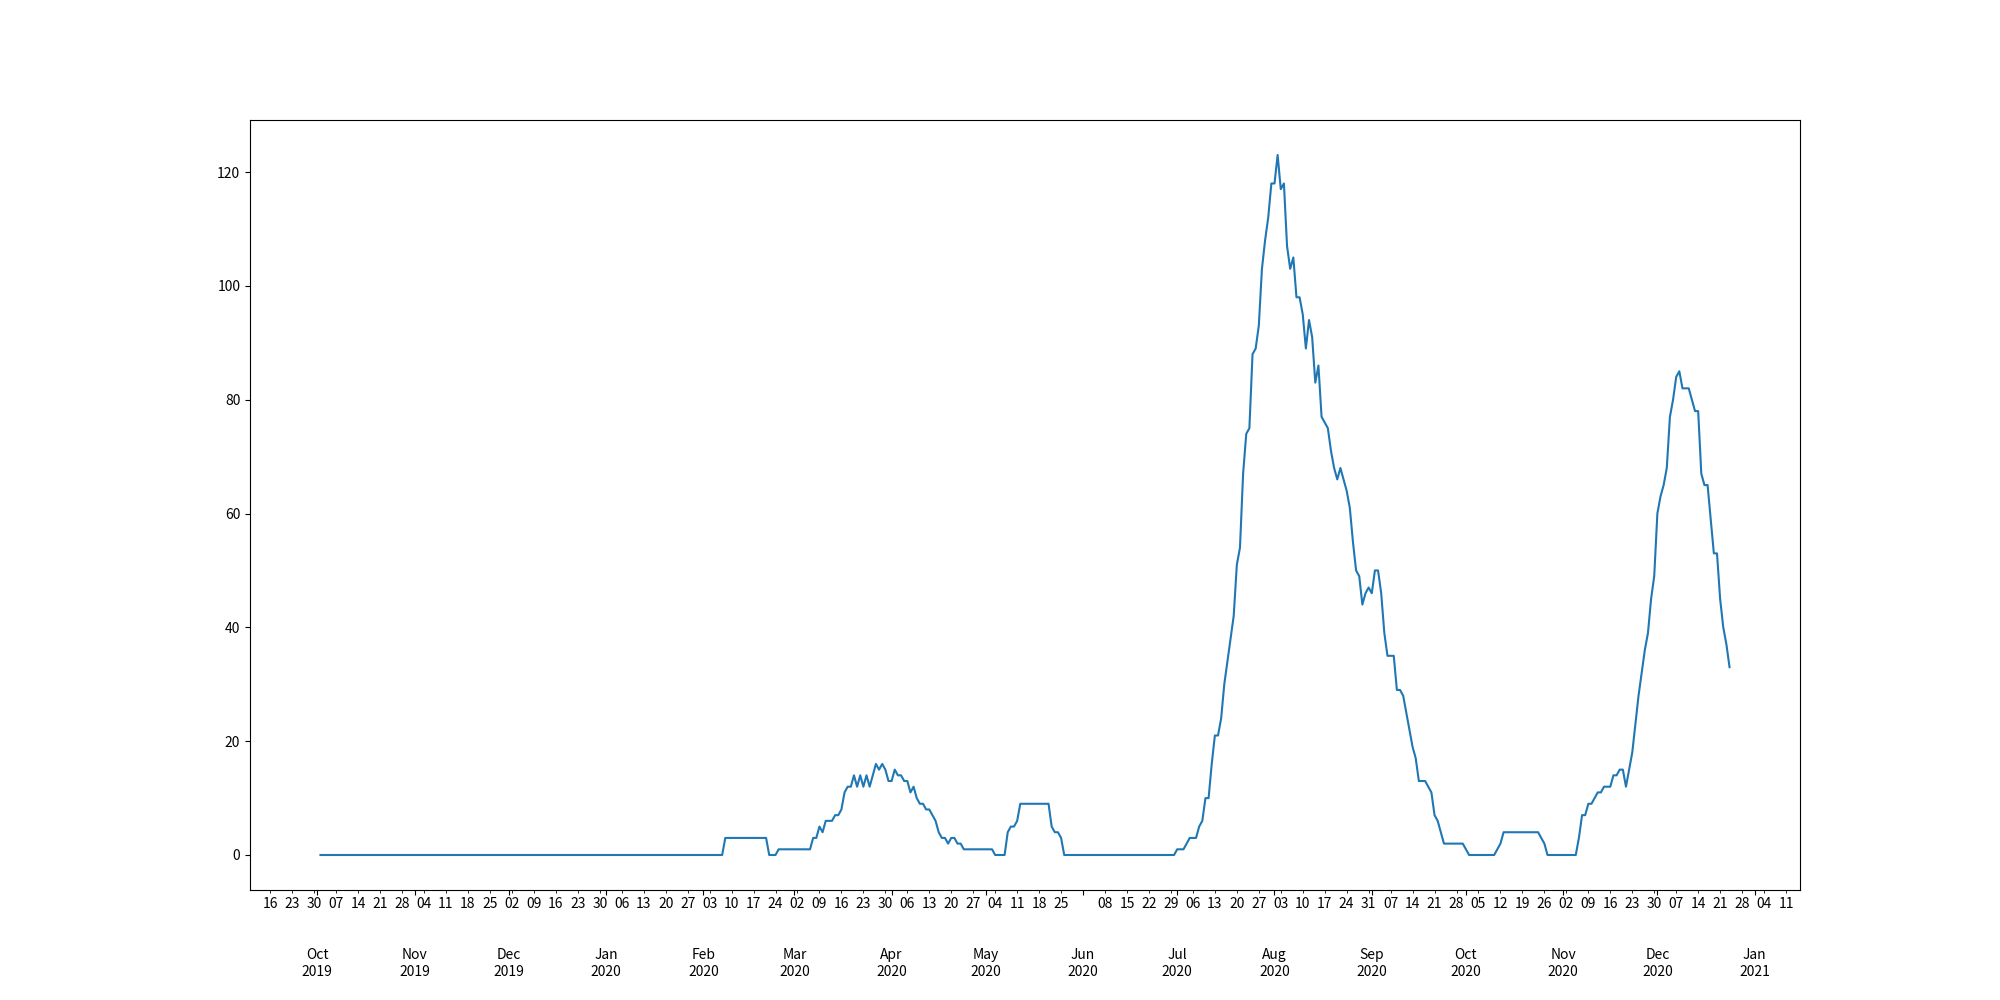 120
100
80
60
40
20
0
16 23 30 07 14 21 28 04 11 18 25 02 09 16 23 30 06 13 20 27 03 10 17 24 02 09 16 23 30 06 13 20 27 04 11 18 25 08 15 22 29 06 13 20 27 03 10 17 24 31 07 14 21 28 05 12 19 26 02 09 16 23 30 07 14 21 28 04 11
Oct Nov Dec Jan Feb Mar Apr May Jun Jul Aug Sep Oct Nov Dec Jan
2019 2019 2019 2020 2020 2020 2020 2020 2020 2020 2020 2020 2020 2020 2020 2021